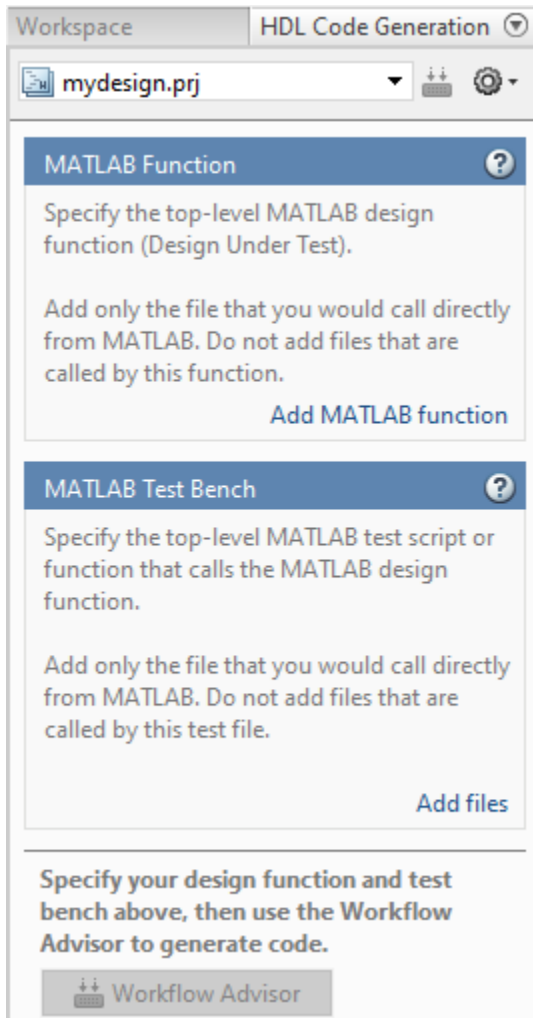 Workspace
HDL Code Generation
mydesign.prj
MATLAB Function
Specify the top-level MATLAB design
function (Design Under Test).
Add only the file that you would call directly
from MATLAB. Do not add files that are
called by this function.
Add MATLAB function
MATLAB Test Bench
Specify the top-level MATLAB test script or
function that calls the MATLAB design
function.
Add only the file that you would call directly
from MATLAB. Do not add files that are
called by this test file.
Add files
Specify your design function and test
bench above, then use the Workflow
Advisor to generate code.
Workflow Advisor